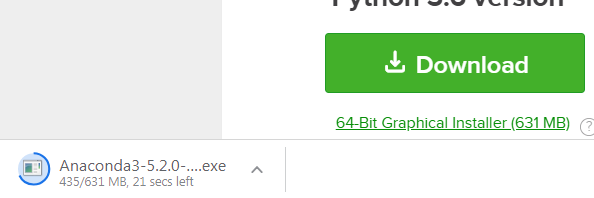 Python 3.6 version
Download
64-Bit Graphical Installer (631 MB) ?
Anaconda3-5.2.0-....exe
435/631 MB, 21 secs left